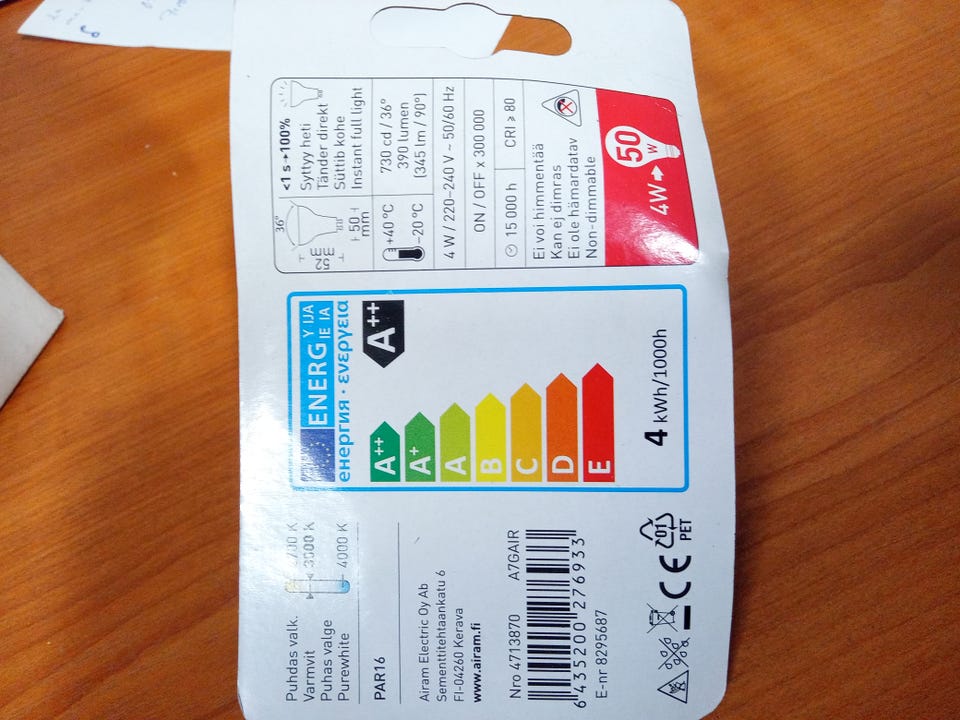 Puhdas valk.
Varmvit
Puhas valge
Purewhite
3000 K
4000 K
PAR16
Airam Electric Oy Ab
Sementtitehtaankatu 6
FI-04260 Kerava
www.airam.fi
Nro 4713870 A7GAIR
6 435200 276933
E-nr 8295687
CE
01
PET
ENERG Y IJA
IE IA
енергия · ενεργεια
A++
A++
A+
A
B
C
D
E
4 kWh/1000h
36°
52
mm
50
mm
<1 s→100%
Syttyy heti
Tänder direkt
Süttib kohe
Instant full light
+40 °C
−20 °C
730 cd / 36°
390 lumen
(345 lm / 90°)
4 W / 220–240 V ~ 50/60 Hz
ON / OFF x 300 000
15 000 h
CRI ≥ 80
Ei voi himmentää
Kan ej dimras
Ei ole hämardatav
Non-dimmable
4W
50
W